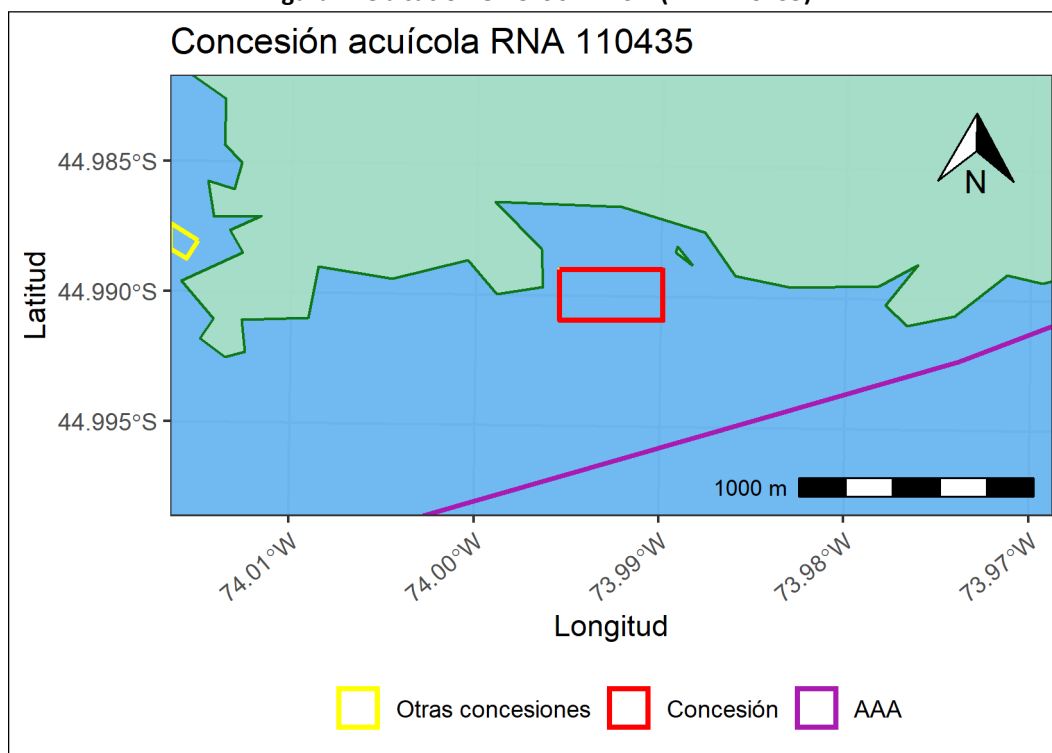 Concesión acuícola RNA 110435
N
44.985°S
44.990°S
44.995°S
Latitud
1000 m
74.01°W
74.00°W
73.99°W
73.98°W
73.97°W
Longitud
Otras concesiones
Concesión
AAA